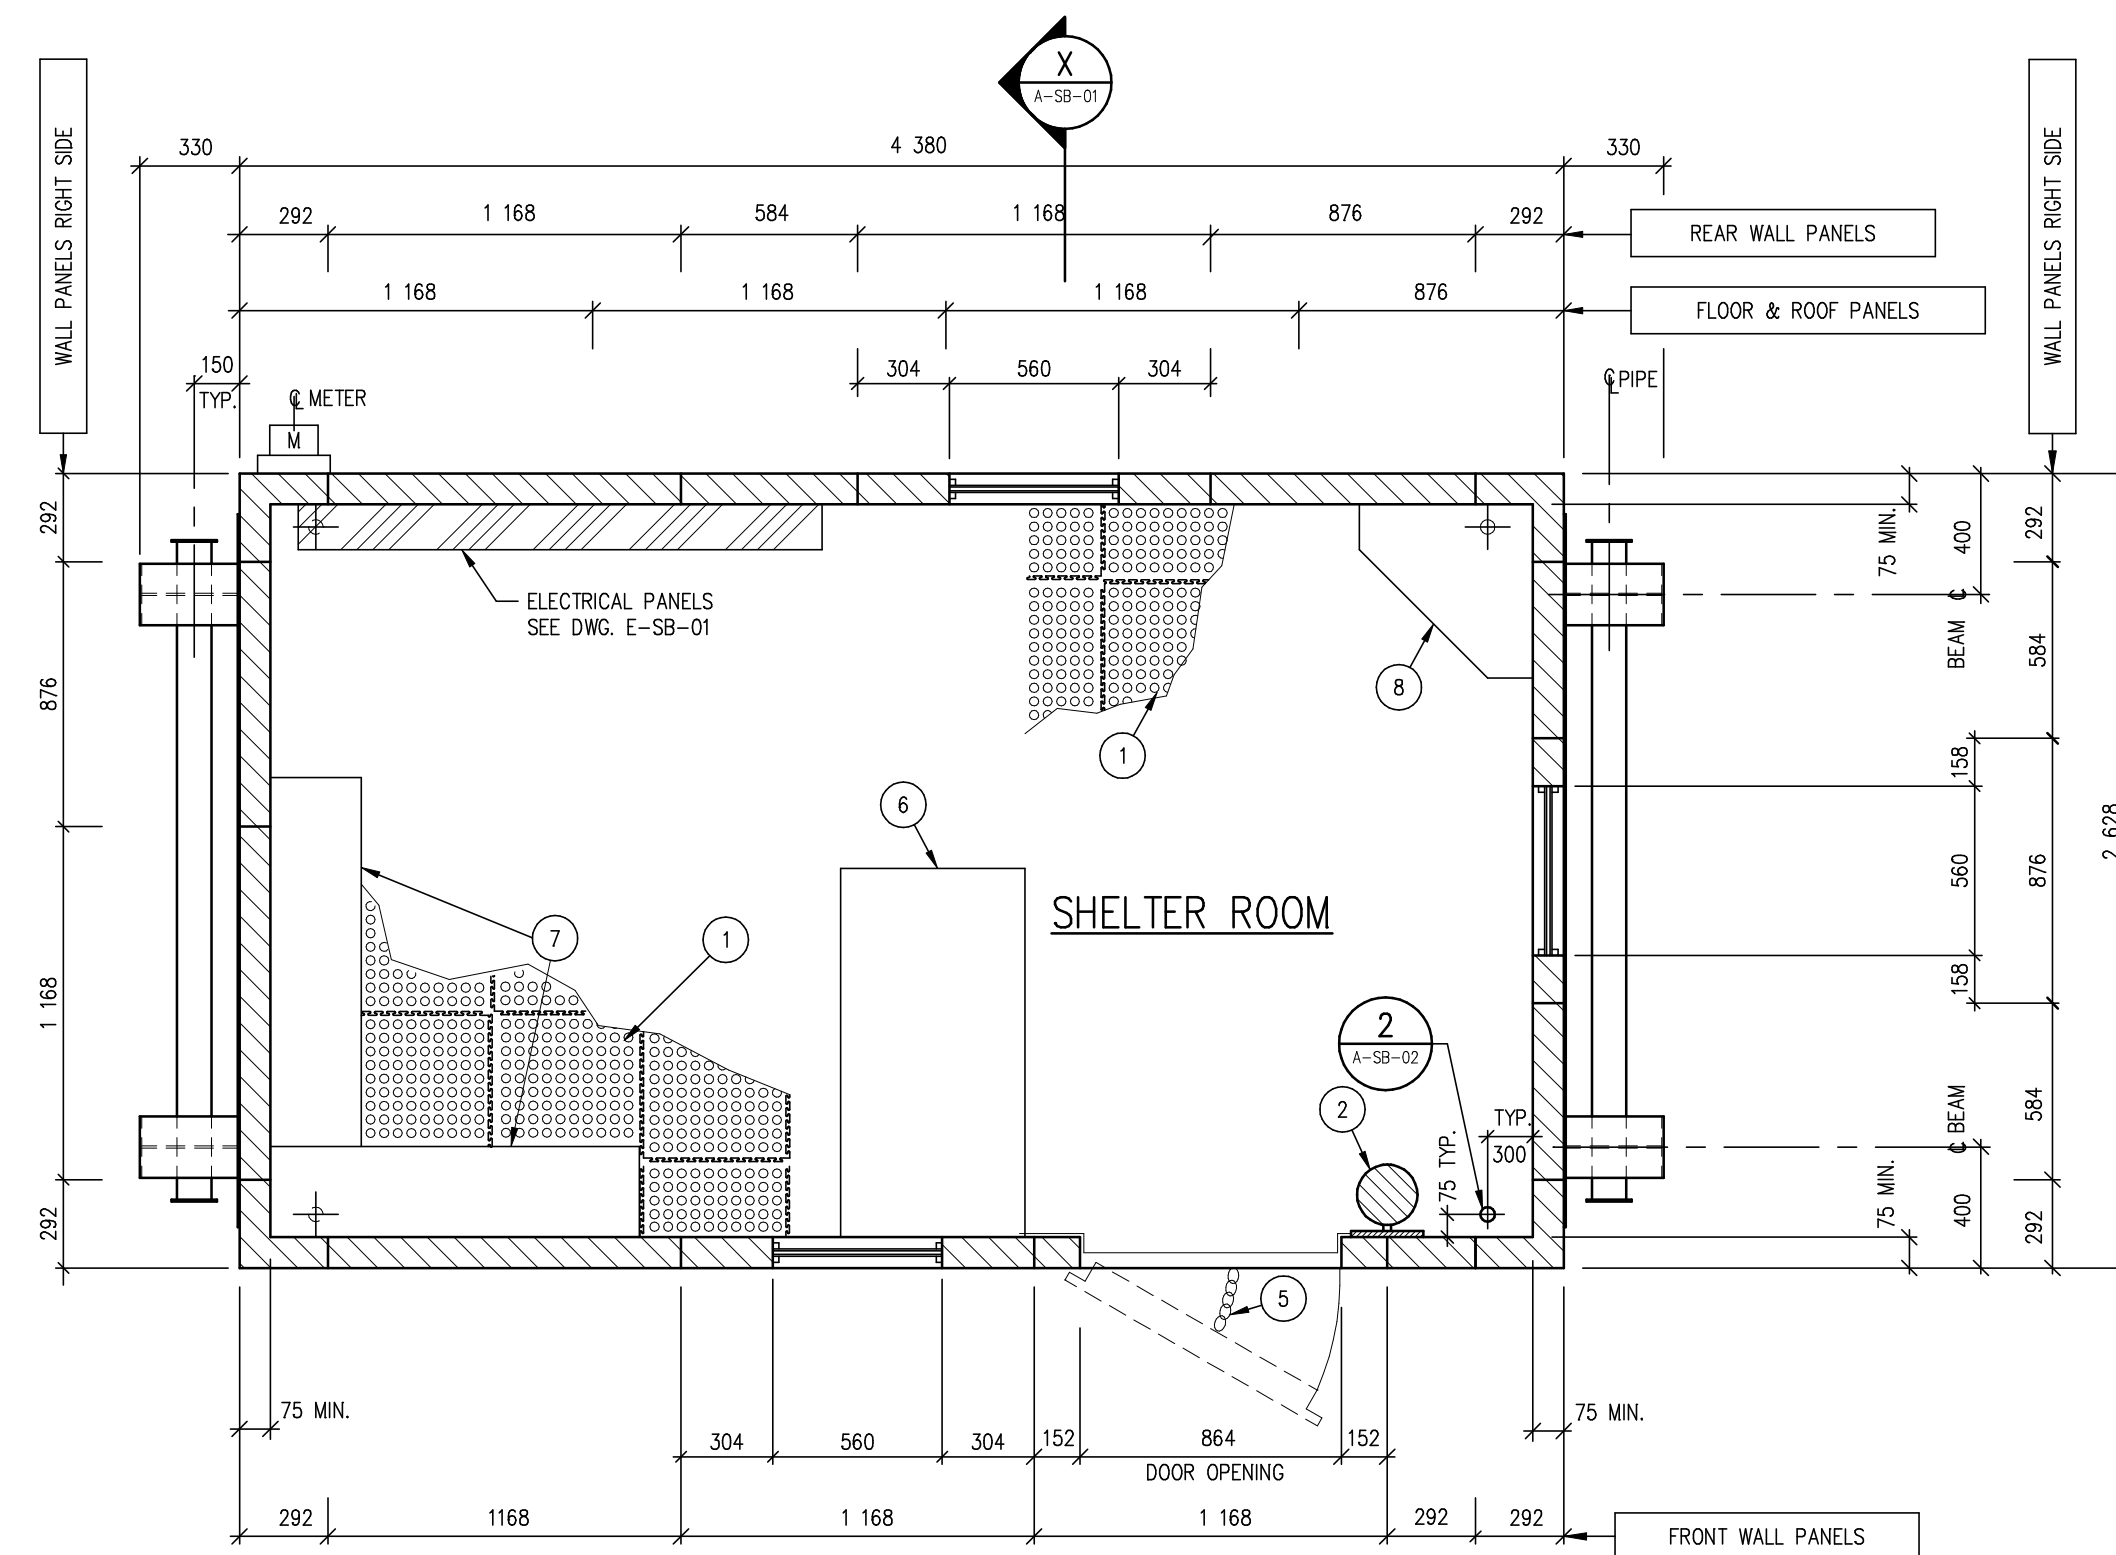 X
A-SB-01
330
4 380
330
292
1 168
584
1 168
876
292
REAR WALL PANELS
1 168
1 168
1 168
876
FLOOR & ROOF PANELS
WALL PANELS RIGHT SIDE
WALL PANELS RIGHT SIDE
150
TYP.
304
560
304
℄ METER
M
℄ PIPE
ELECTRICAL PANELS
SEE DWG. E-SB-01
292
876
1 168
292
8
1
6
SHELTER ROOM
7
1
2
A-SB-02
2
TYP.
300
75 TYP.
5
75 MIN.
400
292
℄ BEAM
584
158
560
876
158
2 628
℄ BEAM
584
75 MIN.
400
292
75 MIN.
75 MIN.
304
560
304
152
864
152
DOOR OPENING
292
1168
1 168
1 168
292
292
FRONT WALL PANELS